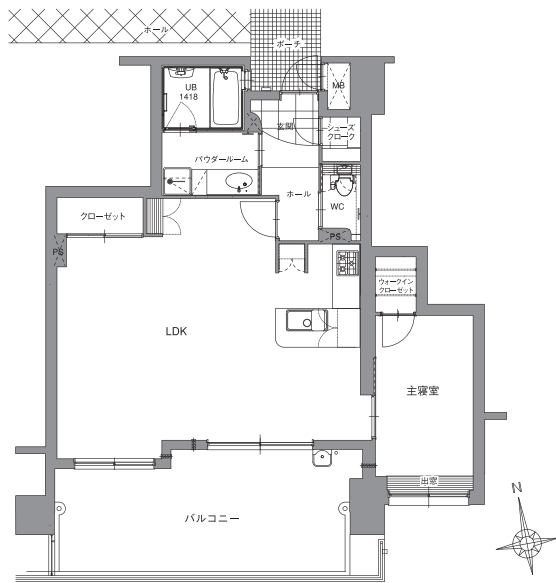 ホール
ポーチ
UB
1418
MB
玄関
シューズ
クローク
パウダールーム
ホール
WC
クローゼット
PS
PS
ウォークイン
クローゼット
LDK
主寝室
出窓
バルコニー
N